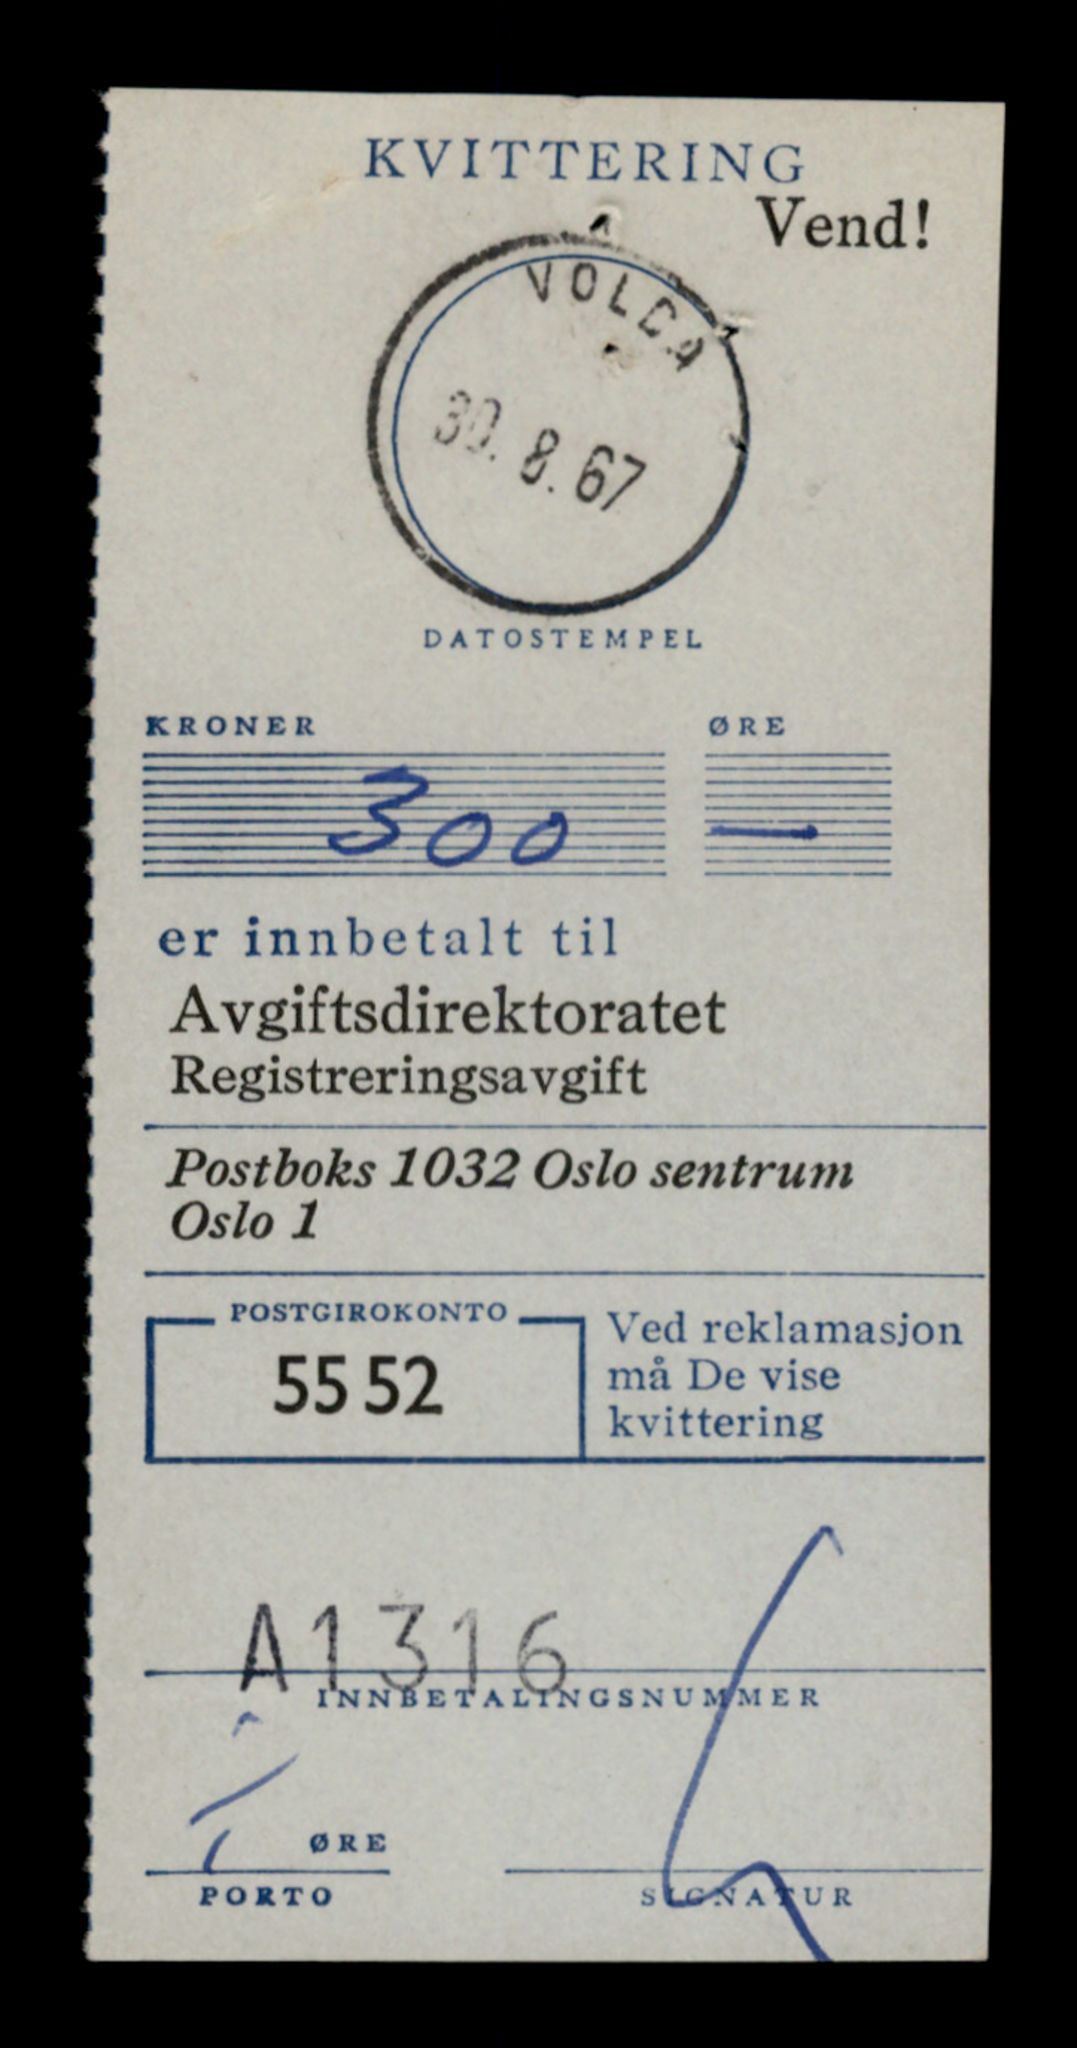 KVITTERING
Vend!
VOLDA
30. 8. 67
DATOSTEMPEL
KRONER ØRE
300 —
er innbetalt til
Avgiftsdirektoratet
Registreringsavgift
Postboks 1032 Oslo sentrum
Oslo 1
POSTGIROKONTO
55 52
Ved reklamasjon
må De vise
kvittering
A1316
INNBETALINGSNUMMER
ØRE
PORTO
SIGNATUR